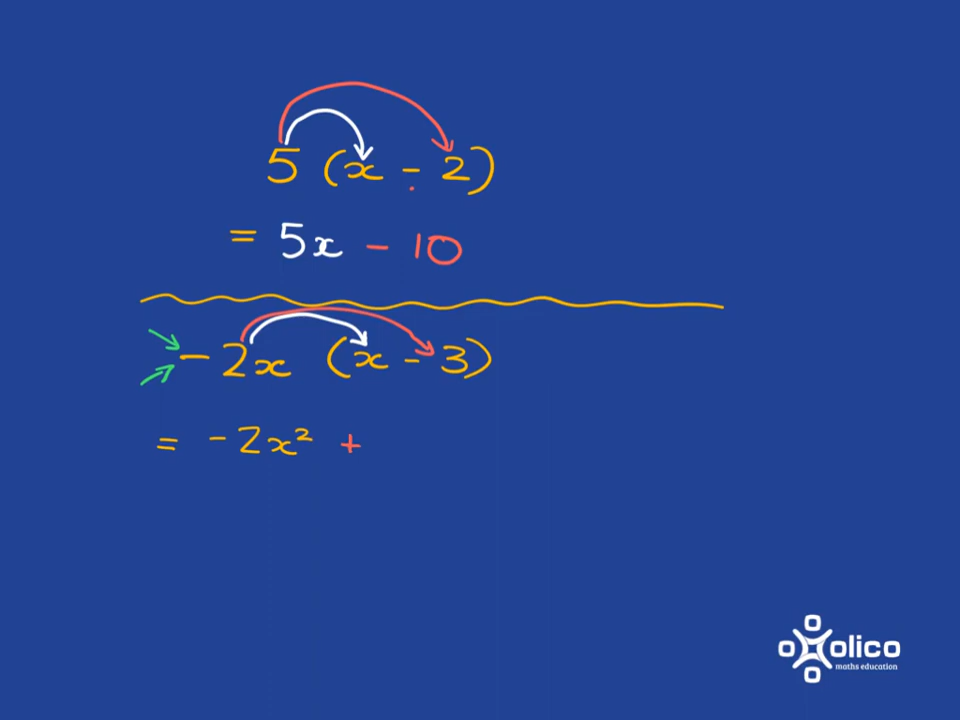 5 (x - 2)
= 5x - 10
- 2x (x - 3)
= - 2x² +
olico
maths education